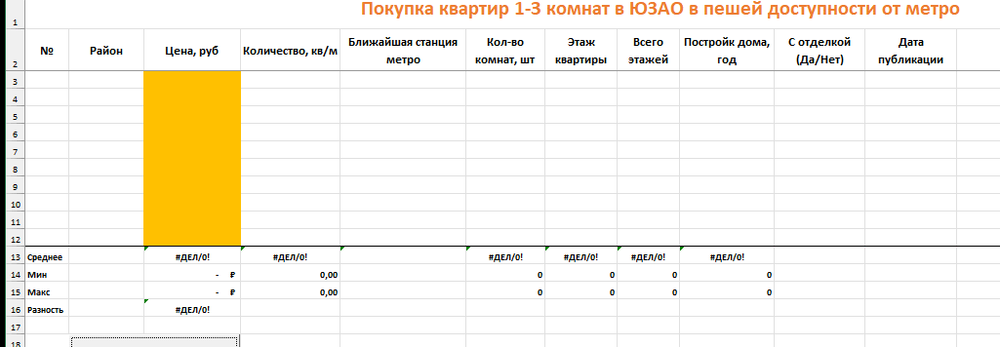 1 Покупка квартир 1-3 комнат в ЮЗАО в пешей доступности от метро
2 № Район Цена, руб Количество, кв/м Ближайшая станция метро Кол-во комнат, шт Этаж квартиры Всего этажей Постройк дома, год С отделкой (Да/Нет) Дата публикации
3
4
5
6
7
8
9
10
11
12
13 Среднее #ДЕЛ/0! #ДЕЛ/0! #ДЕЛ/0! #ДЕЛ/0! #ДЕЛ/0! #ДЕЛ/0!
14 Мин - ₽ 0,00 0 0 0 0
15 Макс - ₽ 0,00 0 0 0 0
16 Разность #ДЕЛ/0!
17
18